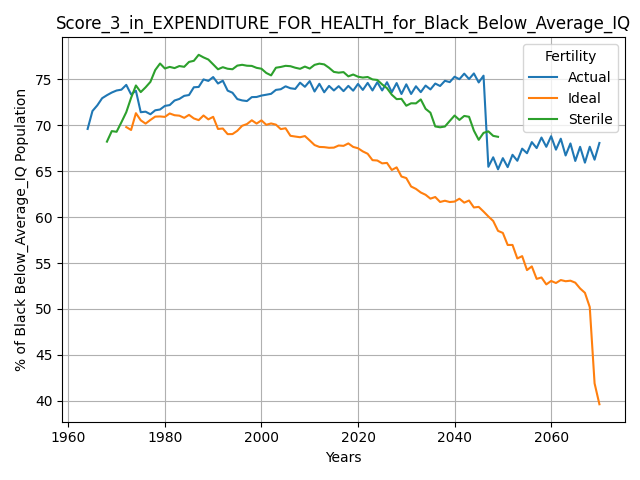 Score_3_in_EXPENDITURE_FOR_HEALTH_for_Black_Below_Average_IQ
Fertility
Actual
Ideal
Sterile
% of Black Below_Average_IQ Population
75
70
65
60
55
50
45
40
1960
1980
2000
2020
2040
2060
Years